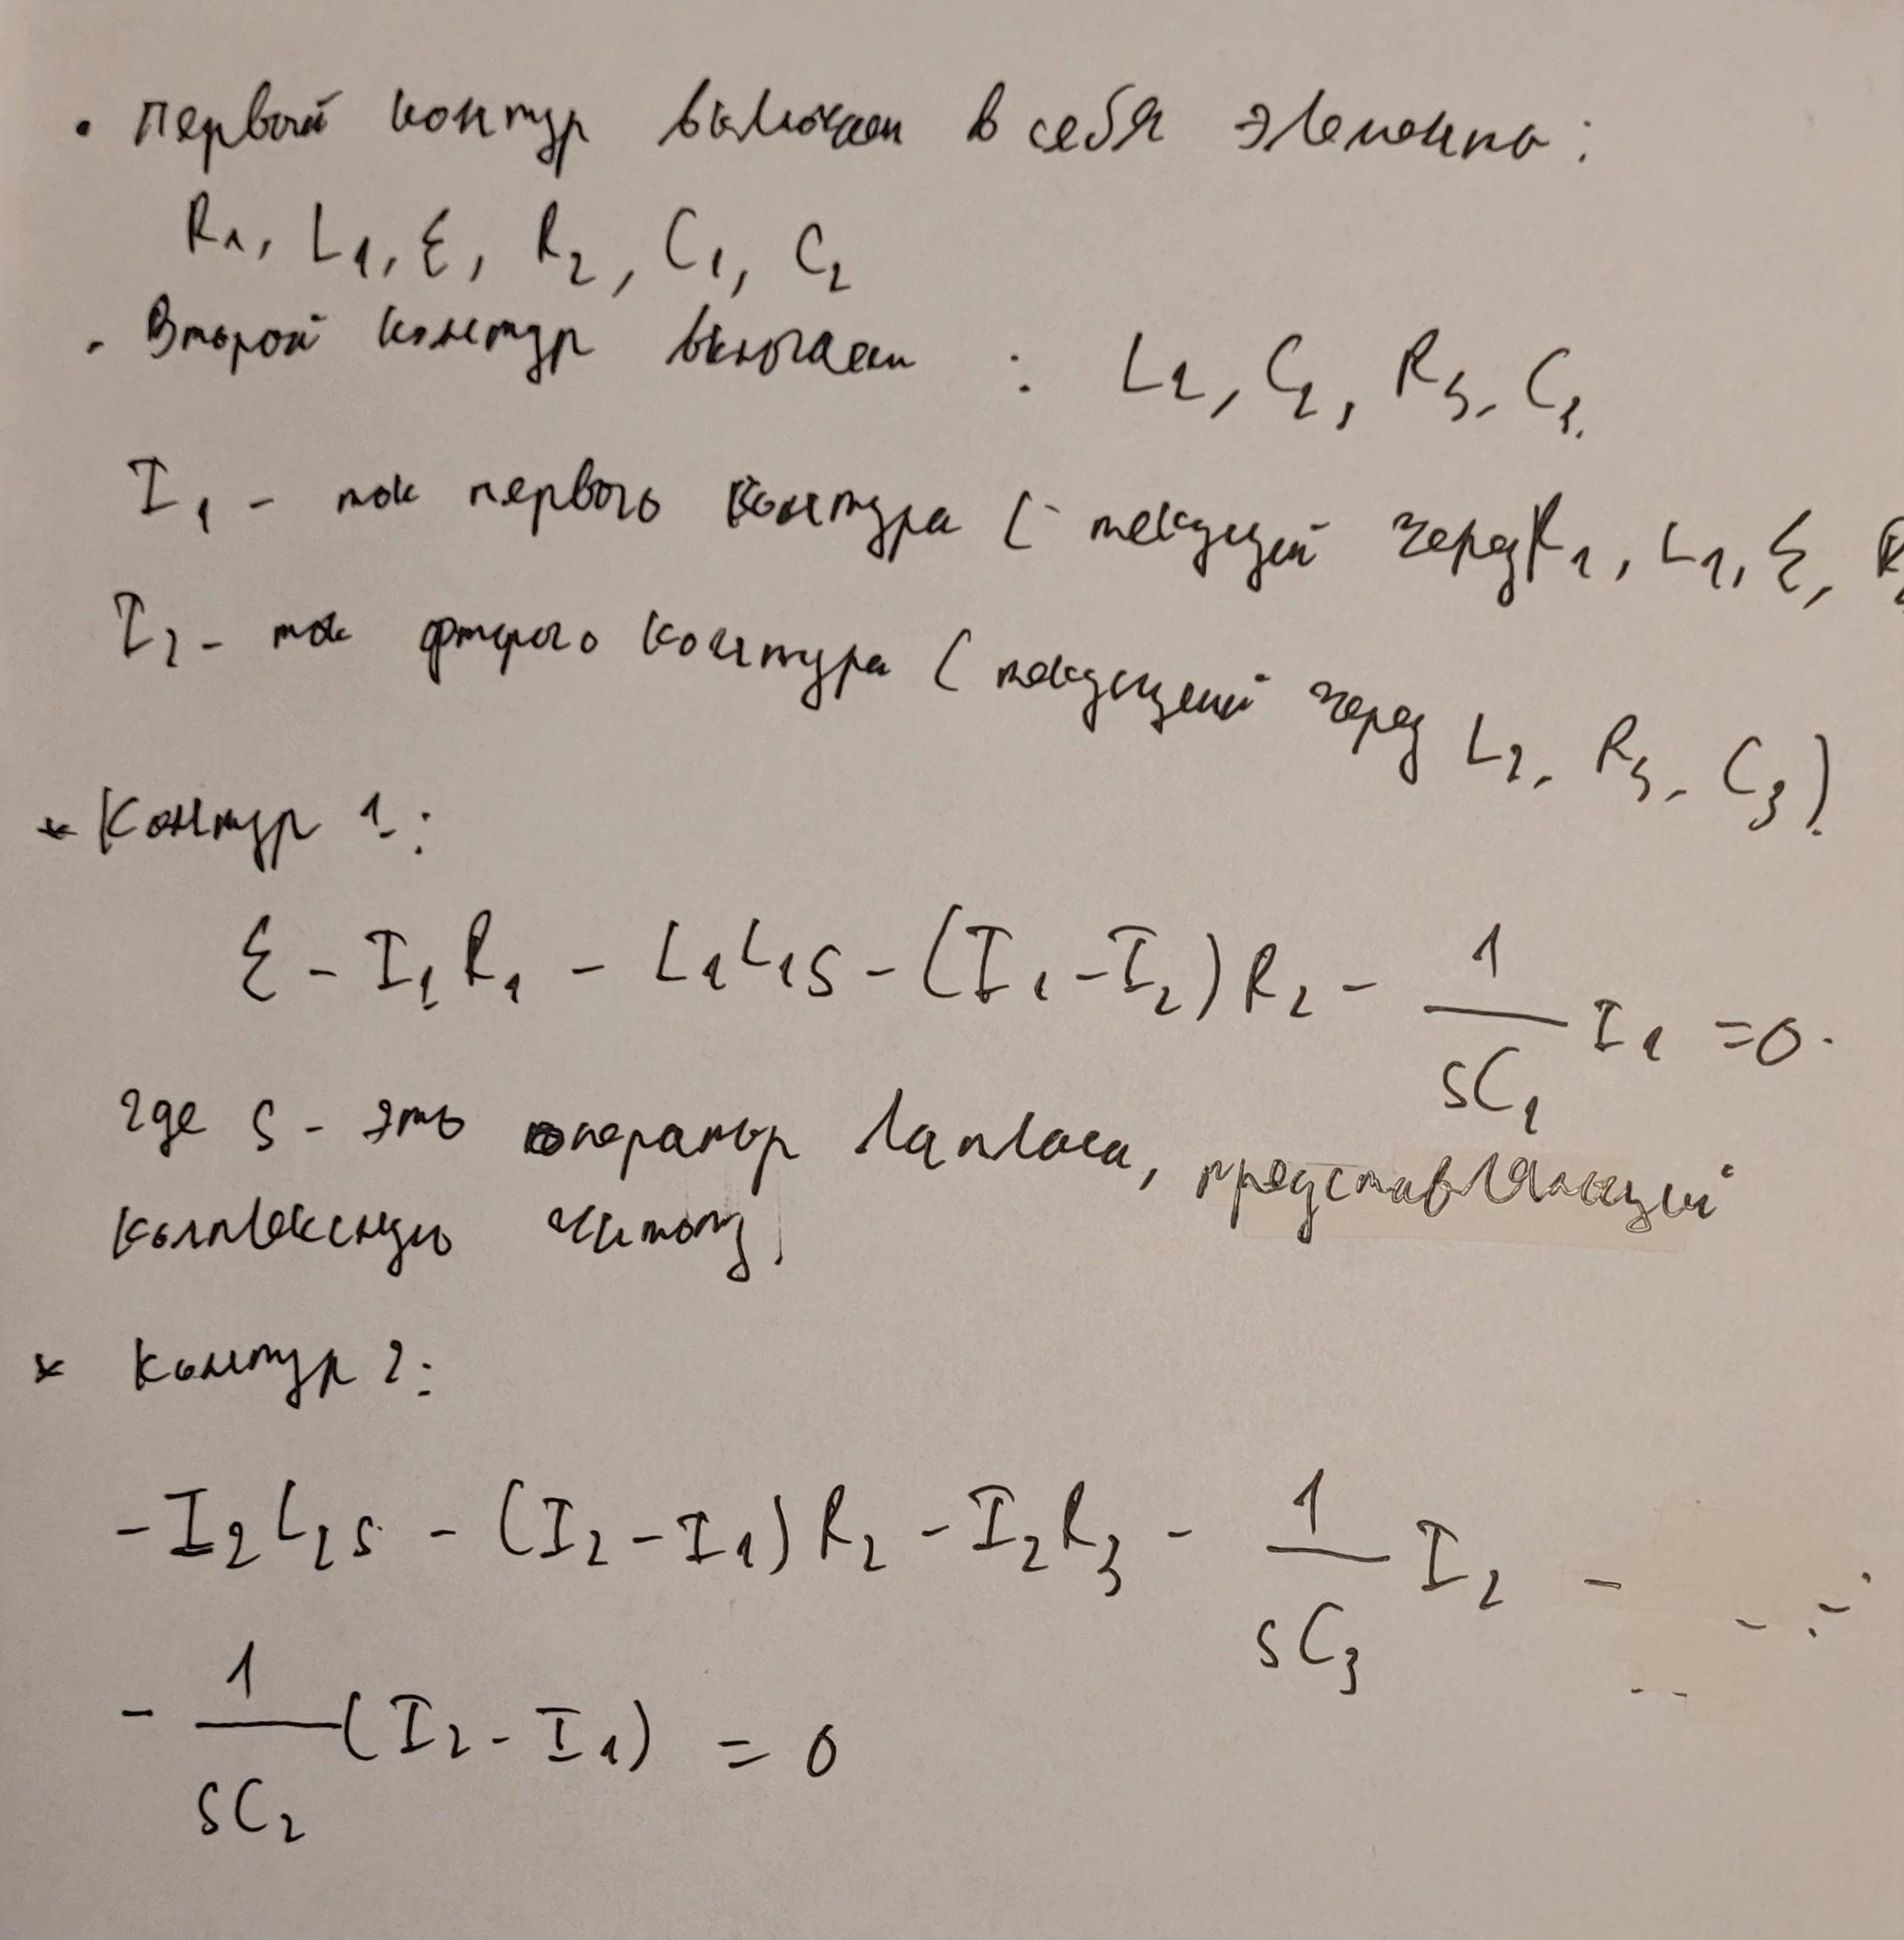 • Первый контур включает в себя элементы:
R₁, L₁, ℰ, R₂, C₁, C₂
• Второй контур включает : L₂, C₂, R₃, C₃.
I₁ - ток первого контура (текущий через R₁, L₁, ℰ, R₂
I₂ - ток фторого контура (текущий через L₂, R₃, C₃).
* Контур 1:
ℰ - I₁R₁ - L₁L₁s - (I₁ - I₂)R₂ - 1/(sC₁) I₁ = 0.
где s - это оператор Лапласа, представляющий
комплексную частоту,
* Контур 2:
- I₂L₂s - (I₂ - I₁)R₂ - I₂R₃ - 1/(sC₃) I₂ -
- 1/(sC₂) (I₂ - I₁) = 0